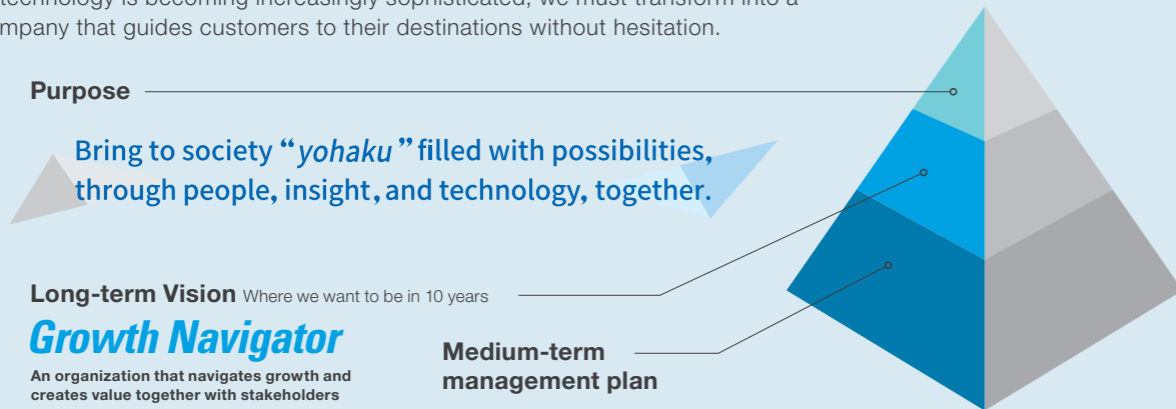 technology is becoming increasingly sophisticated, we must transform into a
mpany that guides customers to their destinations without hesitation.
Purpose
Bring to society “yohaku” filled with possibilities,
through people, insight, and technology, together.
Long-term Vision Where we want to be in 10 years
Growth Navigator
An organization that navigates growth and
creates value together with stakeholders
Medium-term
management plan